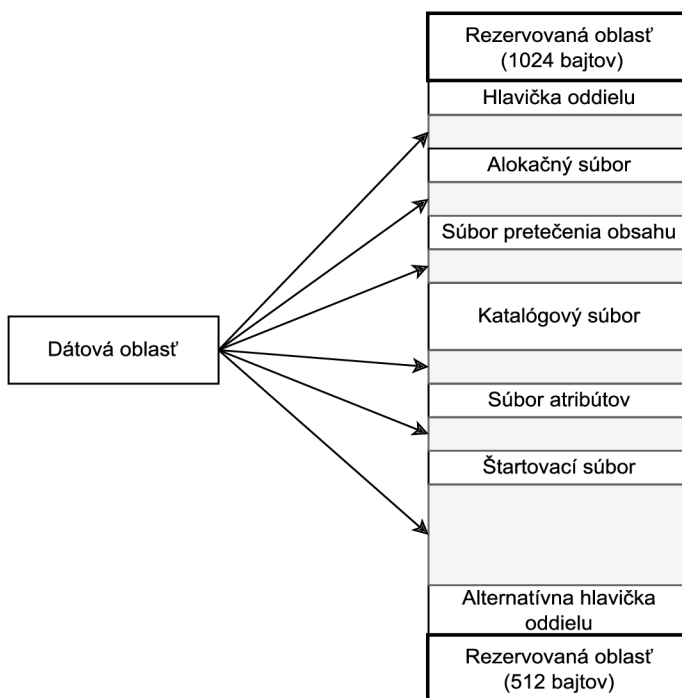 Rezervovaná oblasť
(1024 bajtov)
Hlavička oddielu
Alokačný súbor
Súbor pretečenia obsahu
Dátová oblasť
Katalógový súbor
Súbor atribútov
Štartovací súbor
Alternatívna hlavička
oddielu
Rezervovaná oblasť
(512 bajtov)